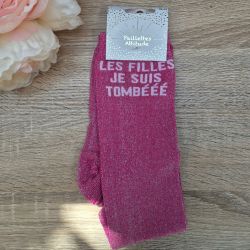 Paillettes
Attitude
LES FILLES
JE SUIS
TOMBÉÉÉ